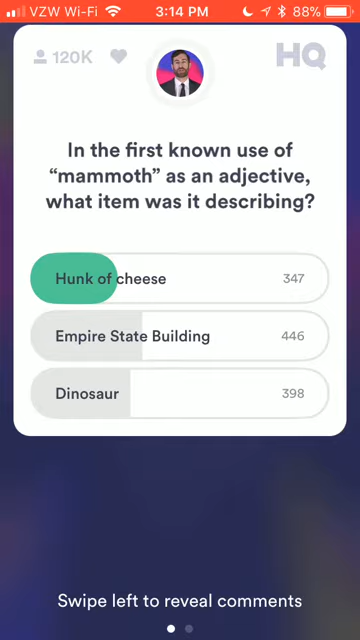 VZW Wi-Fi 3:14 PM 88%
120K HQ
In the first known use of
“mammoth” as an adjective,
what item was it describing?
Hunk of cheese 347
Empire State Building 446
Dinosaur 398
Swipe left to reveal comments